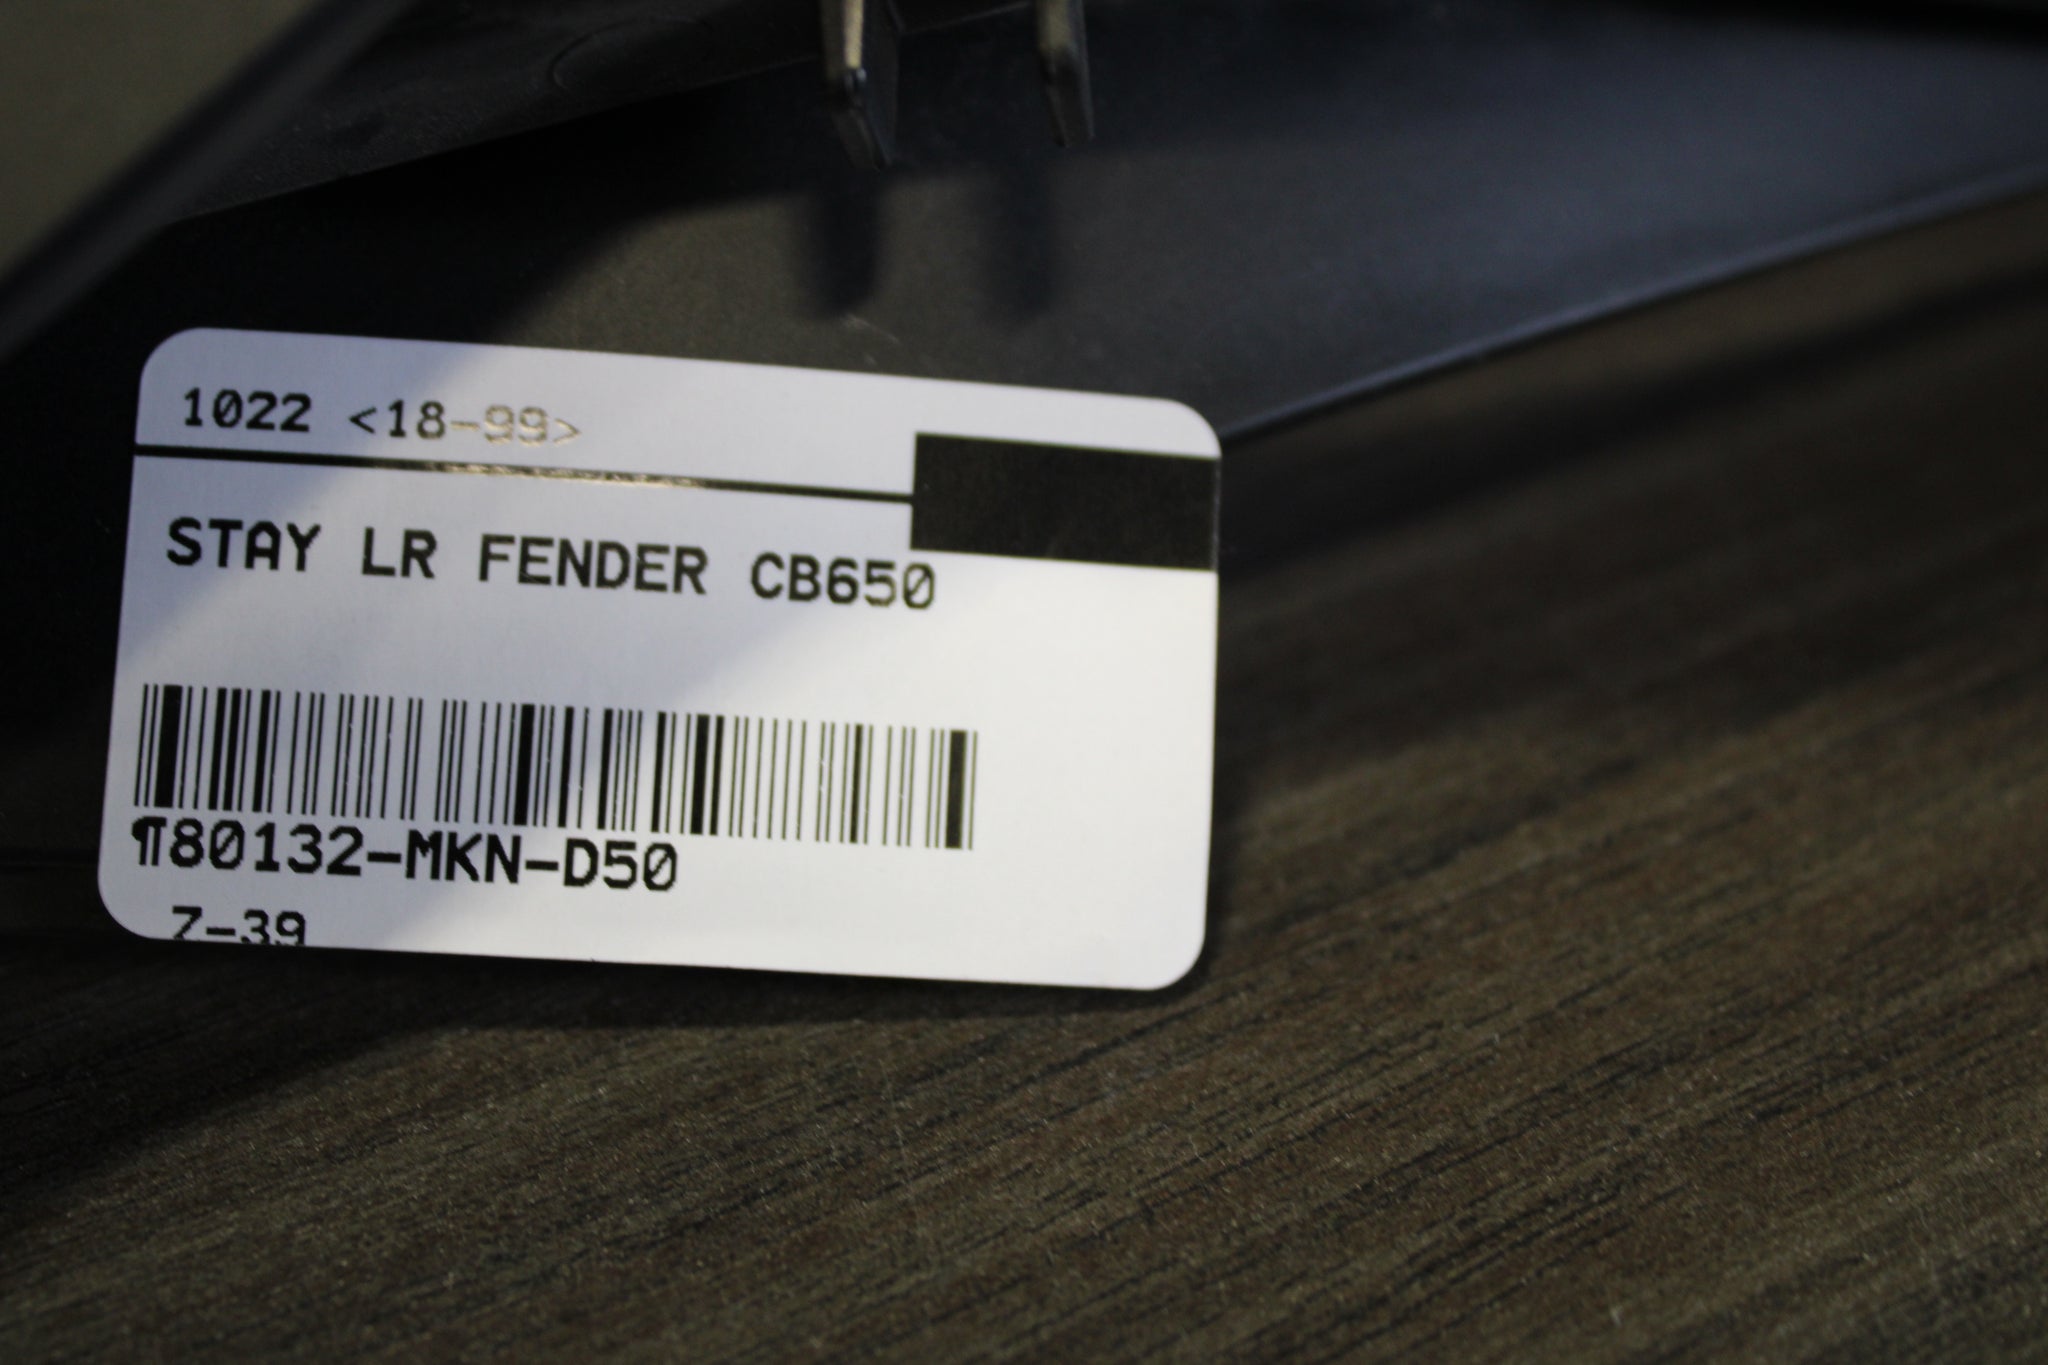 1022 <18-99>
STAY LR FENDER CB650
¶80132-MKN-D50
Z-39